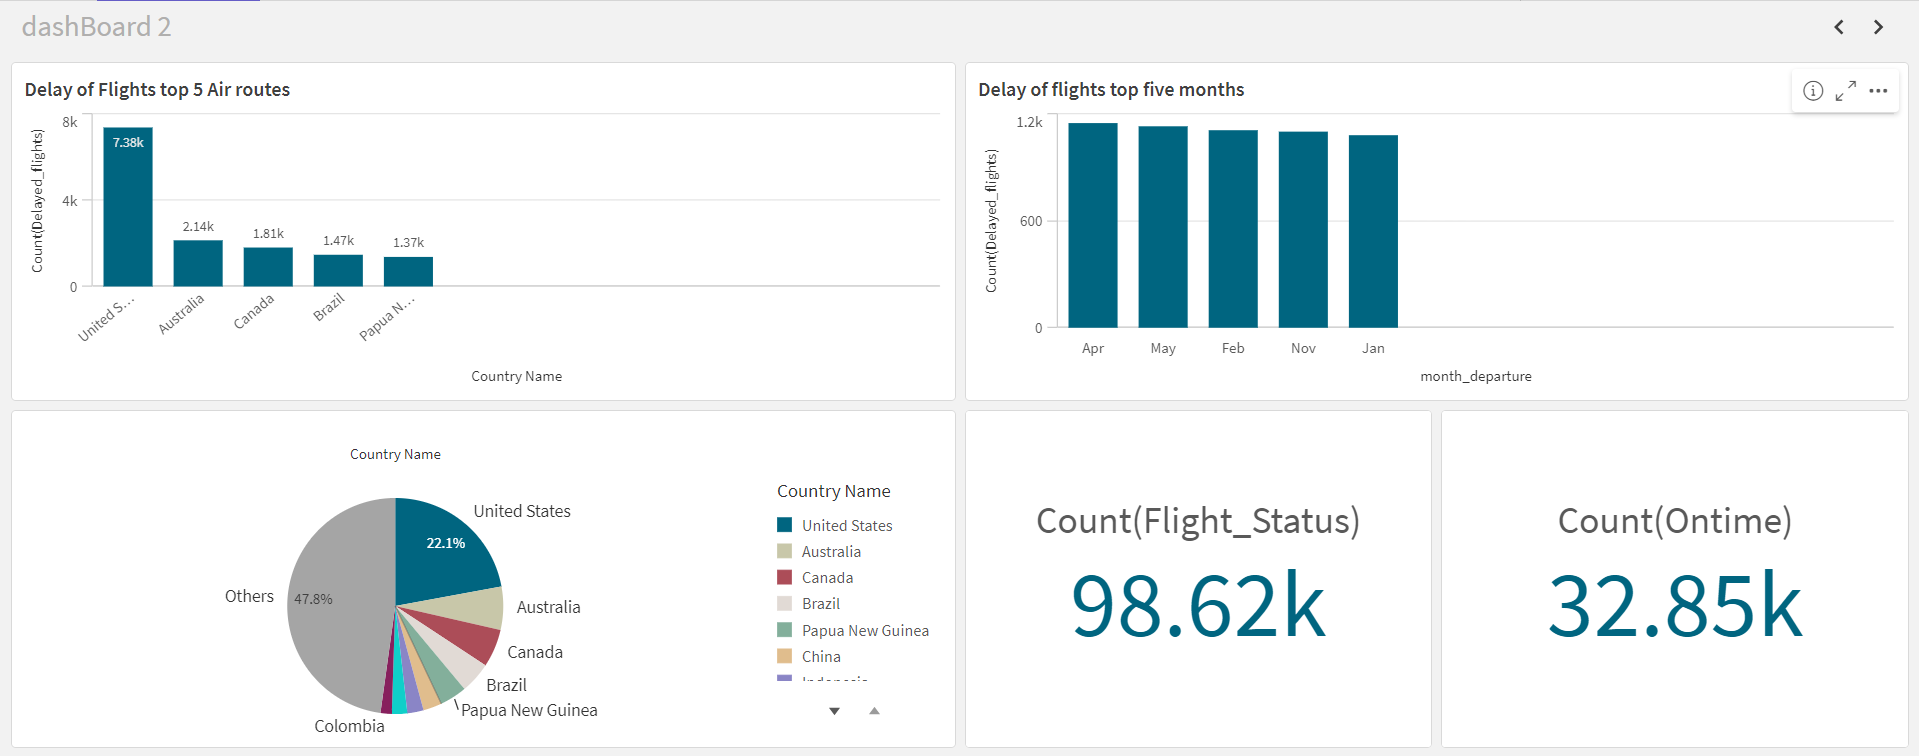 dashBoard 2
Delay of Flights top 5 Air routes
Count(Delayed_flights)
8k
4k
0
7.38k
2.14k
1.81k
1.47k
1.37k
United S...
Australia
Canada
Brazil
Papua N...
Country Name
Delay of flights top five months
Count(Delayed_flights)
1.2k
600
0
Apr
May
Feb
Nov
Jan
month_departure
Country Name
United States
22.1%
Others
47.8%
Australia
Canada
Brazil
Papua New Guinea
Colombia
Country Name
United States
Australia
Canada
Brazil
Papua New Guinea
China
Count(Flight_Status)
98.62k
Count(Ontime)
32.85k